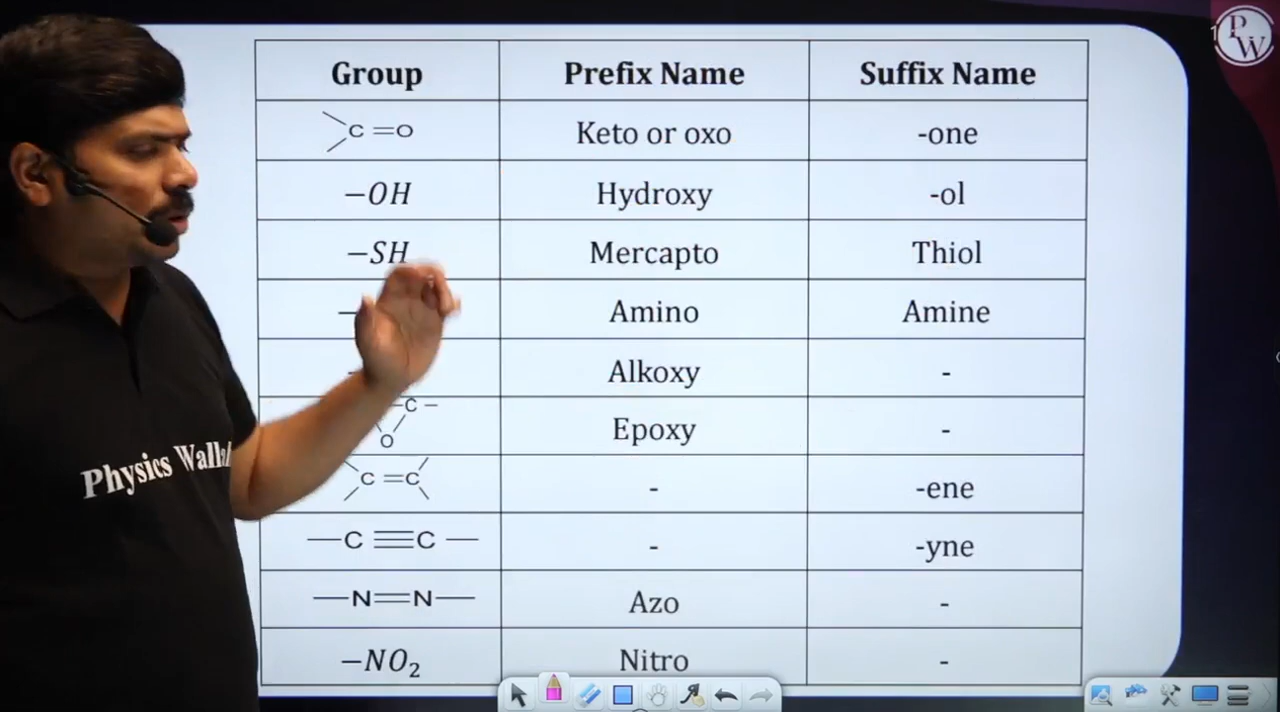 PW
Group Prefix Name Suffix Name
C=O Keto or oxo -one
−OH Hydroxy -ol
−SH Mercapto Thiol
− Amino Amine
Alkoxy -
–C– O Epoxy -
C=C - -ene
—C≡C— - -yne
—N=N— Azo -
−NO₂ Nitro -
Physics Walla